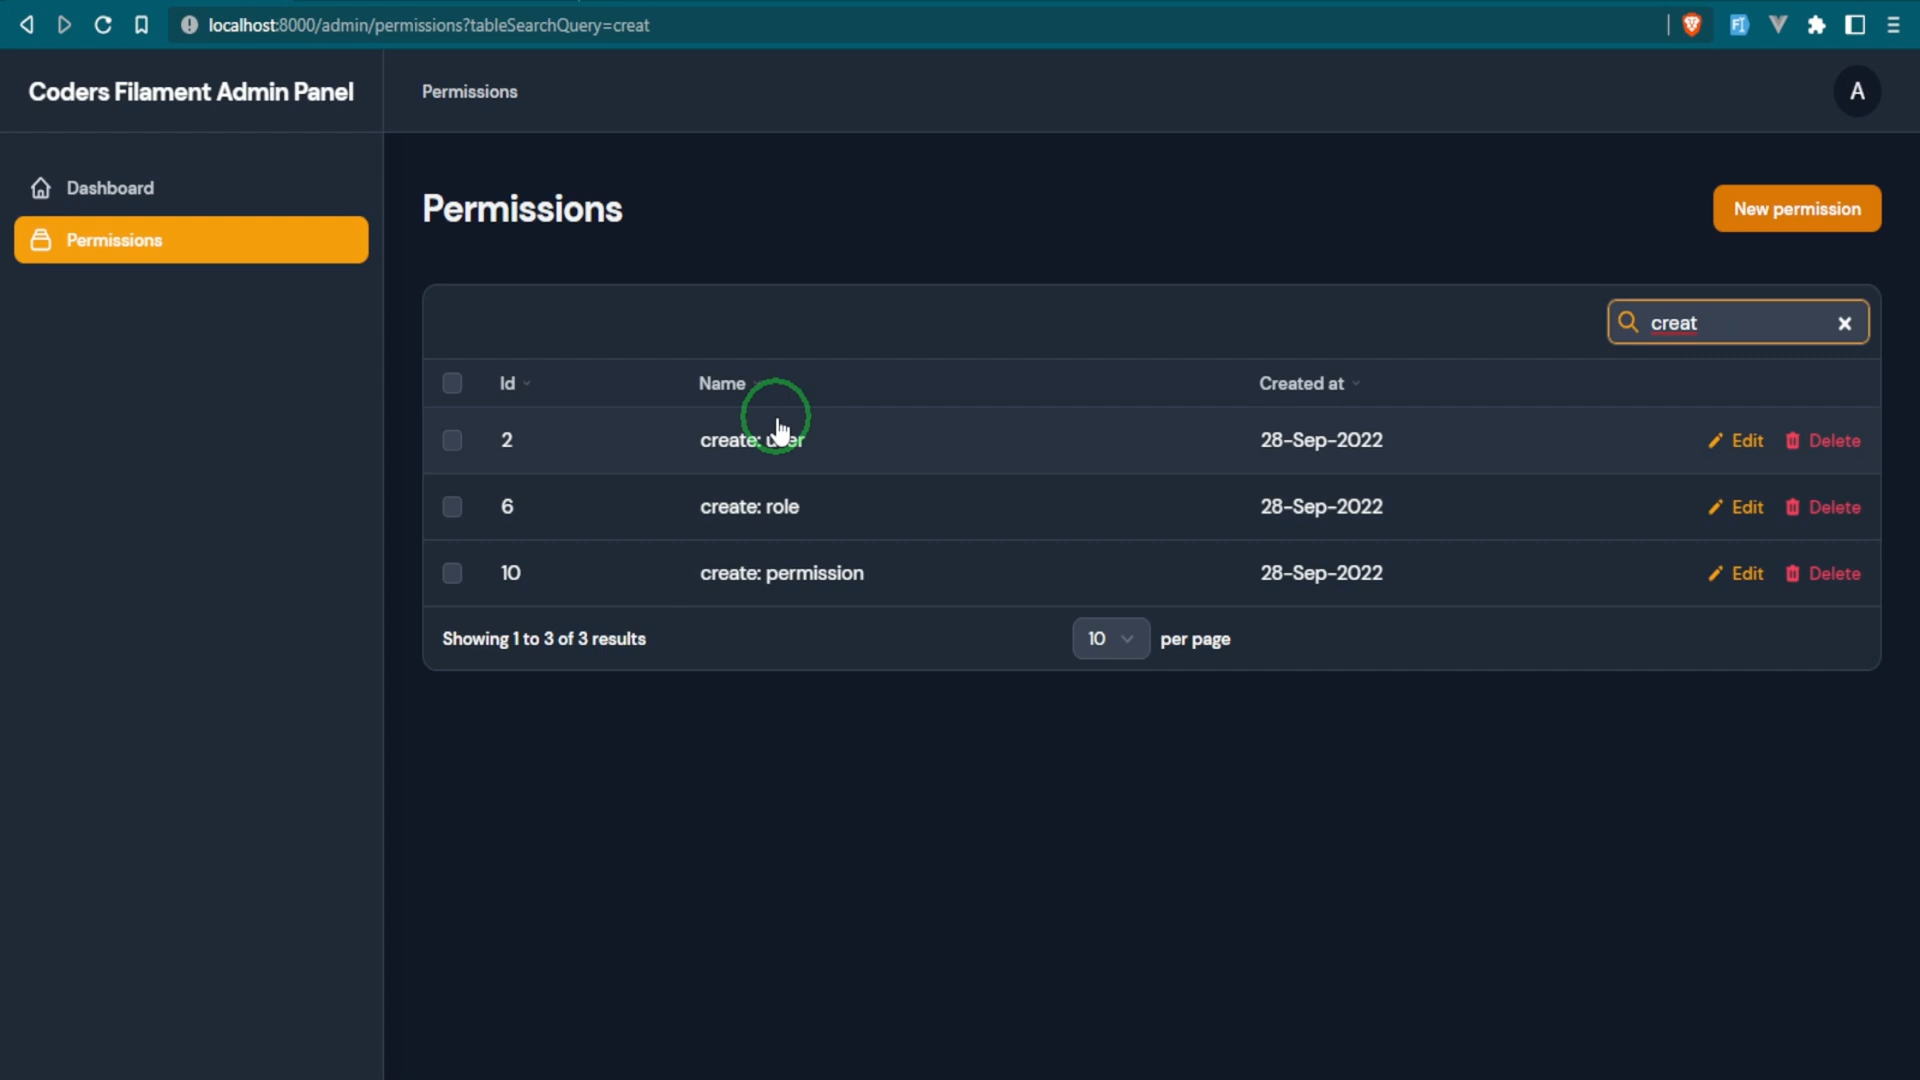 localhost:8000/admin/permissions?tableSearchQuery=creat
Coders Filament Admin Panel
Permissions
A
Dashboard
Permissions
Permissions
New permission
creat
Id Name Created at
2 create: user 28-Sep-2022 Edit Delete
6 create: role 28-Sep-2022 Edit Delete
10 create: permission 28-Sep-2022 Edit Delete
Showing 1 to 3 of 3 results 10 per page